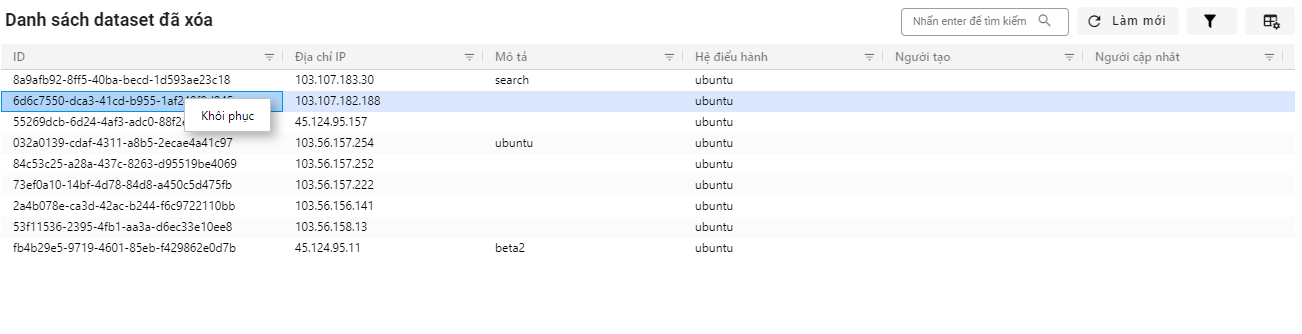 Danh sách dataset đã xóa
Nhấn enter để tìm kiếm
Làm mới
ID Địa chỉ IP Mô tả Hệ điều hành Người tạo Người cập nhât
8a9afb92-8ff5-40ba-becd-1d593ae23c18 103.107.183.30 search ubuntu
6d6c7550-dca3-41cd-b955-1af2 103.107.182.188 ubuntu
Khôi phục
55269dcb-6d24-4af3-adc0-88f2 45.124.95.157 ubuntu
032a0139-cdaf-4311-a8b5-2ecae4a41c97 103.56.157.254 ubuntu ubuntu
84c53c25-a28a-437c-8263-d95519be4069 103.56.157.252 ubuntu
73ef0a10-14bf-4d78-84d8-a450c5d475fb 103.56.157.222 ubuntu
2a4b078e-ca3d-42ac-b244-f6c9722110bb 103.56.156.141 ubuntu
53f11536-2395-4fb1-aa3a-d6ec33e10ee8 103.56.158.13 ubuntu
fb4b29e5-9719-4601-85eb-f429862e0d7b 45.124.95.11 beta2 ubuntu